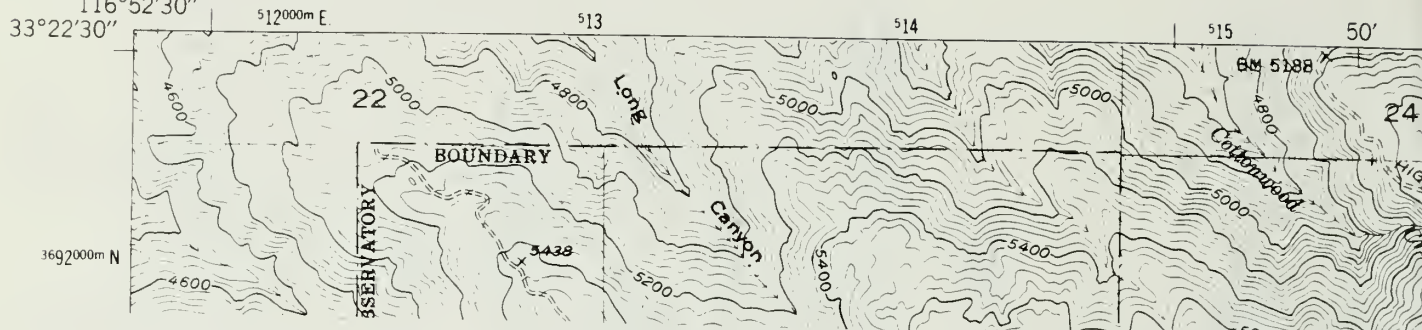 116°52'30"
33°22'30"
⁵12⁰⁰⁰ᵐ E.
⁵13
⁵14
⁵15
50'
BM 5188
4600
22
5000
4800
Long
5000
5000
4800
24
Cottonwood
BOUNDARY
5000
Canyon
5438
5400
5400
5200
³⁶92⁰⁰⁰ᵐ N
4600